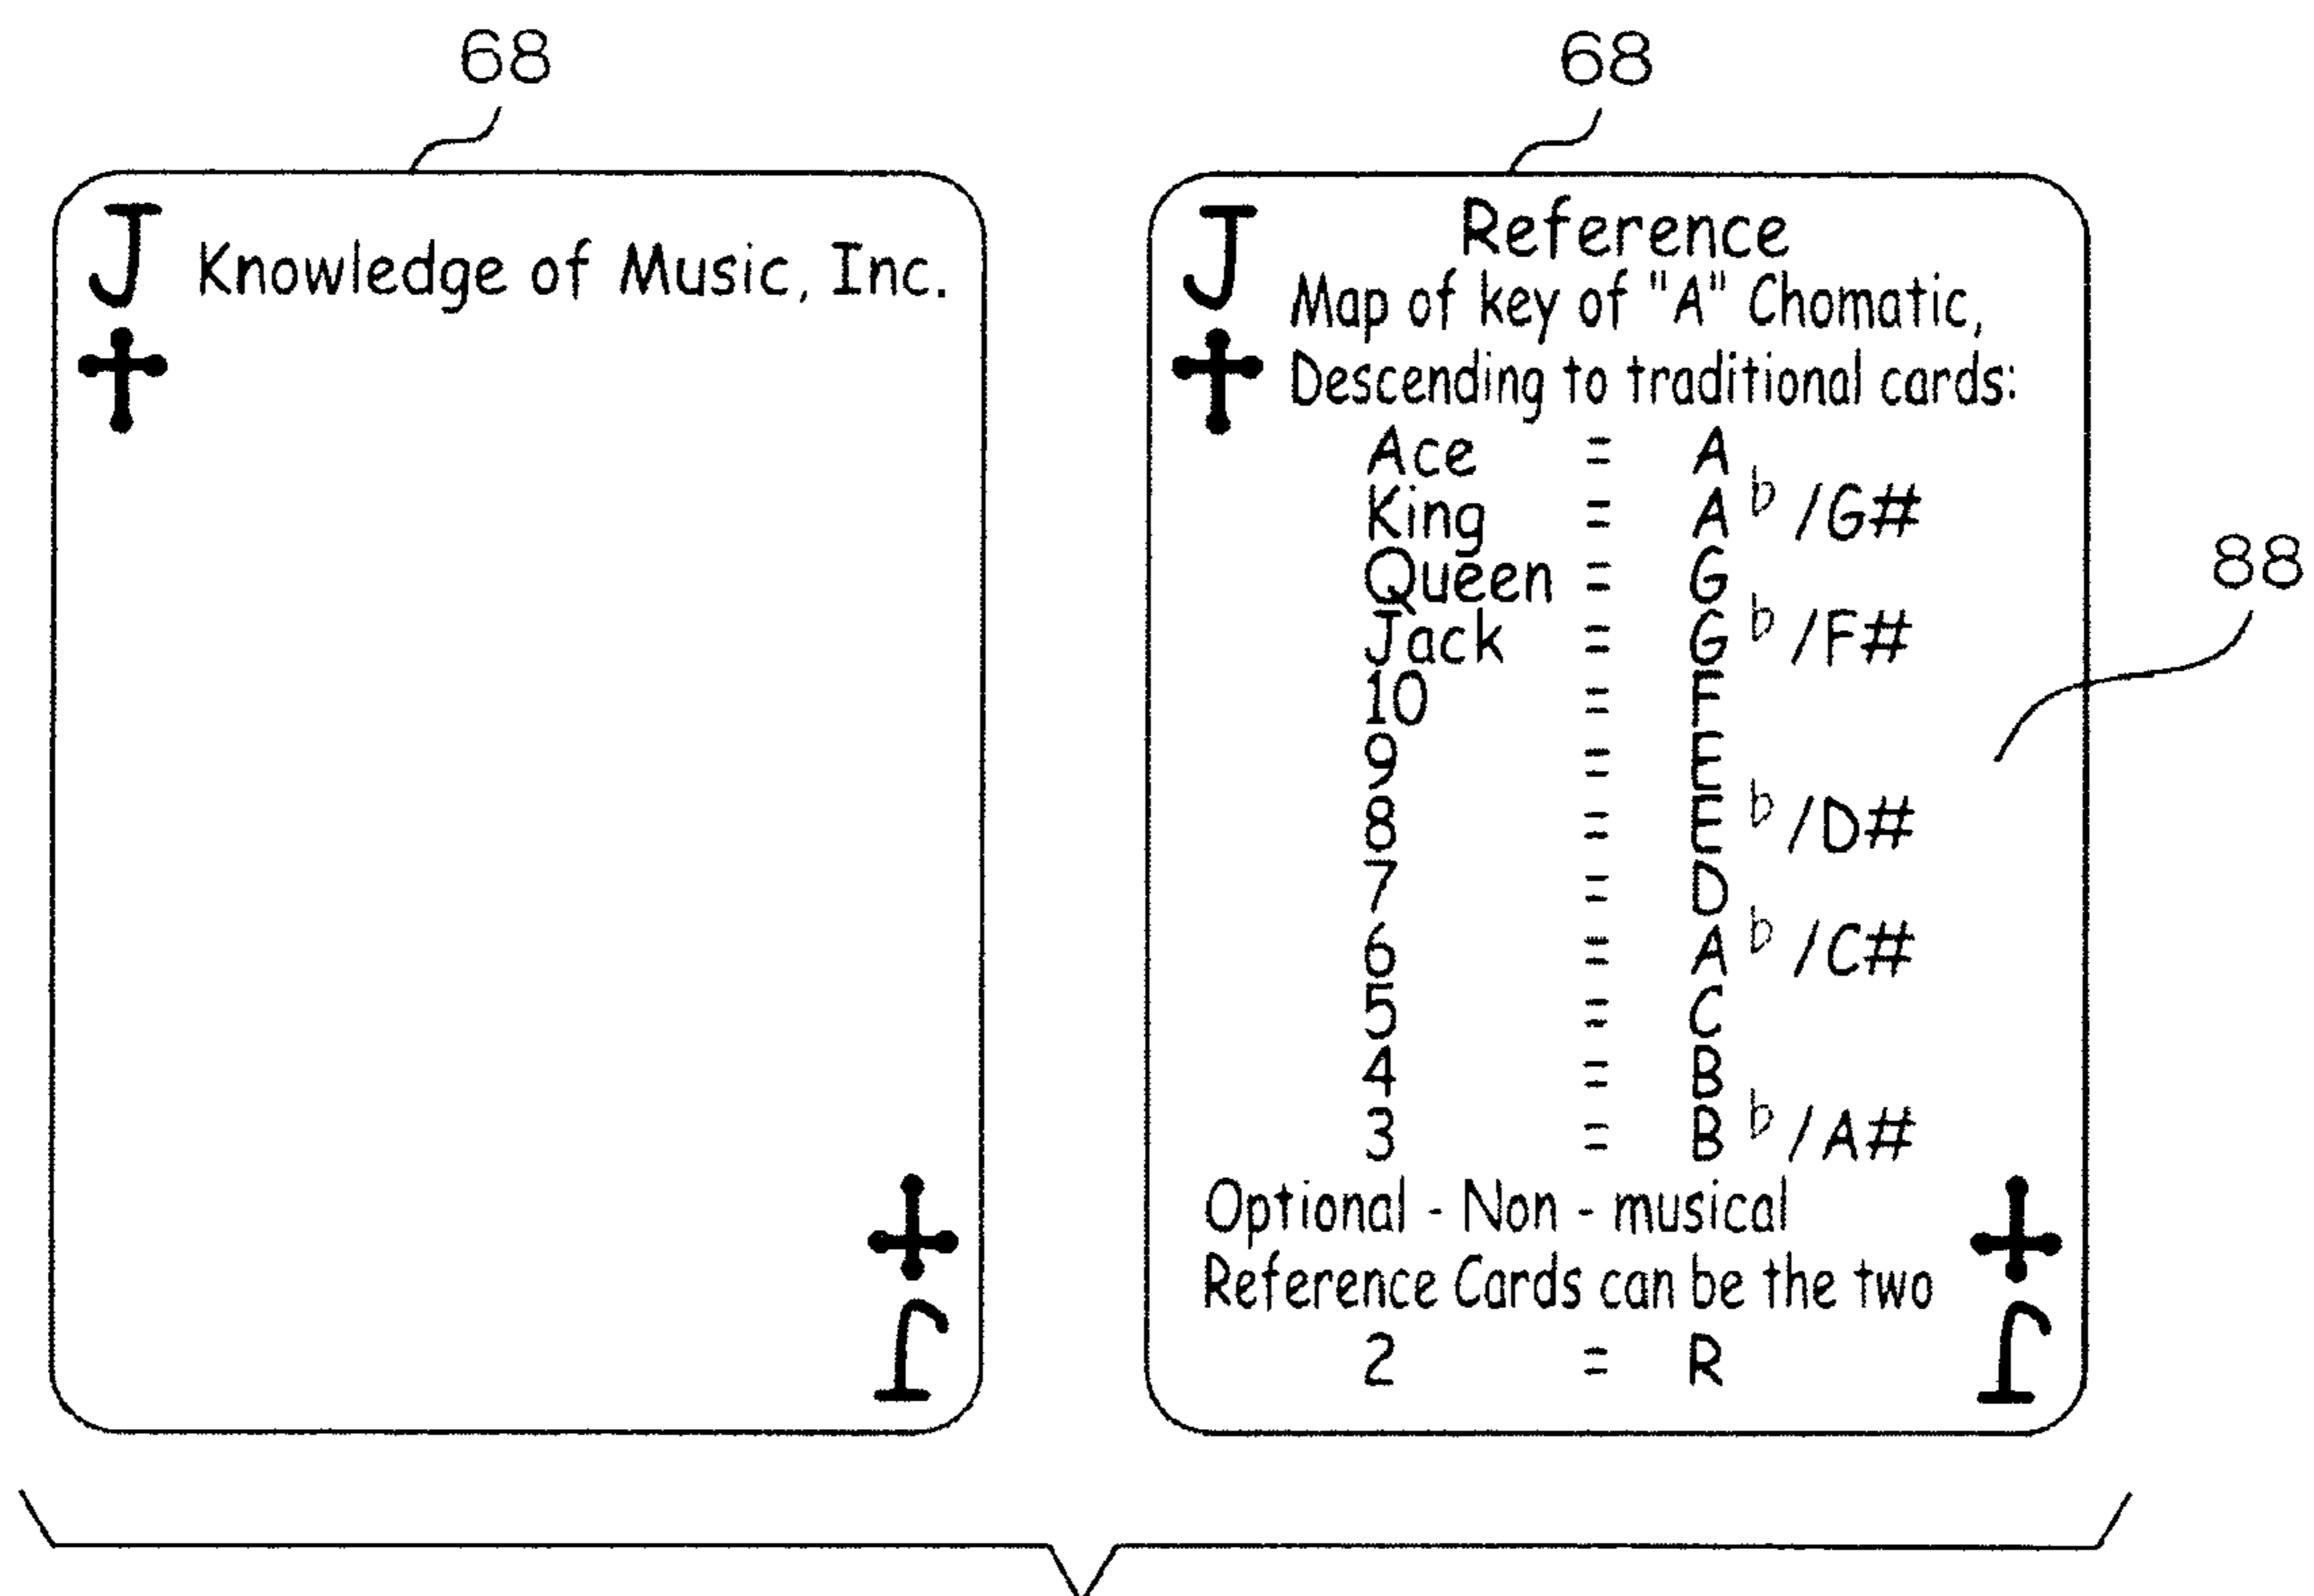 68
68
J
Knowledge of Music, Inc.
J
J
Reference
Map of key of "A" Chomatic,
Descending to traditional cards:
Ace = A
King = A♭/G#
Queen = G
Jack = G♭/F#
10 = F
9 = E
8 = E♭/D#
7 = D
6 = A♭/C#
5 = C
4 = B
3 = B♭/A#
Optional - Non - musical
Reference Cards can be the two
2 = R
J
88